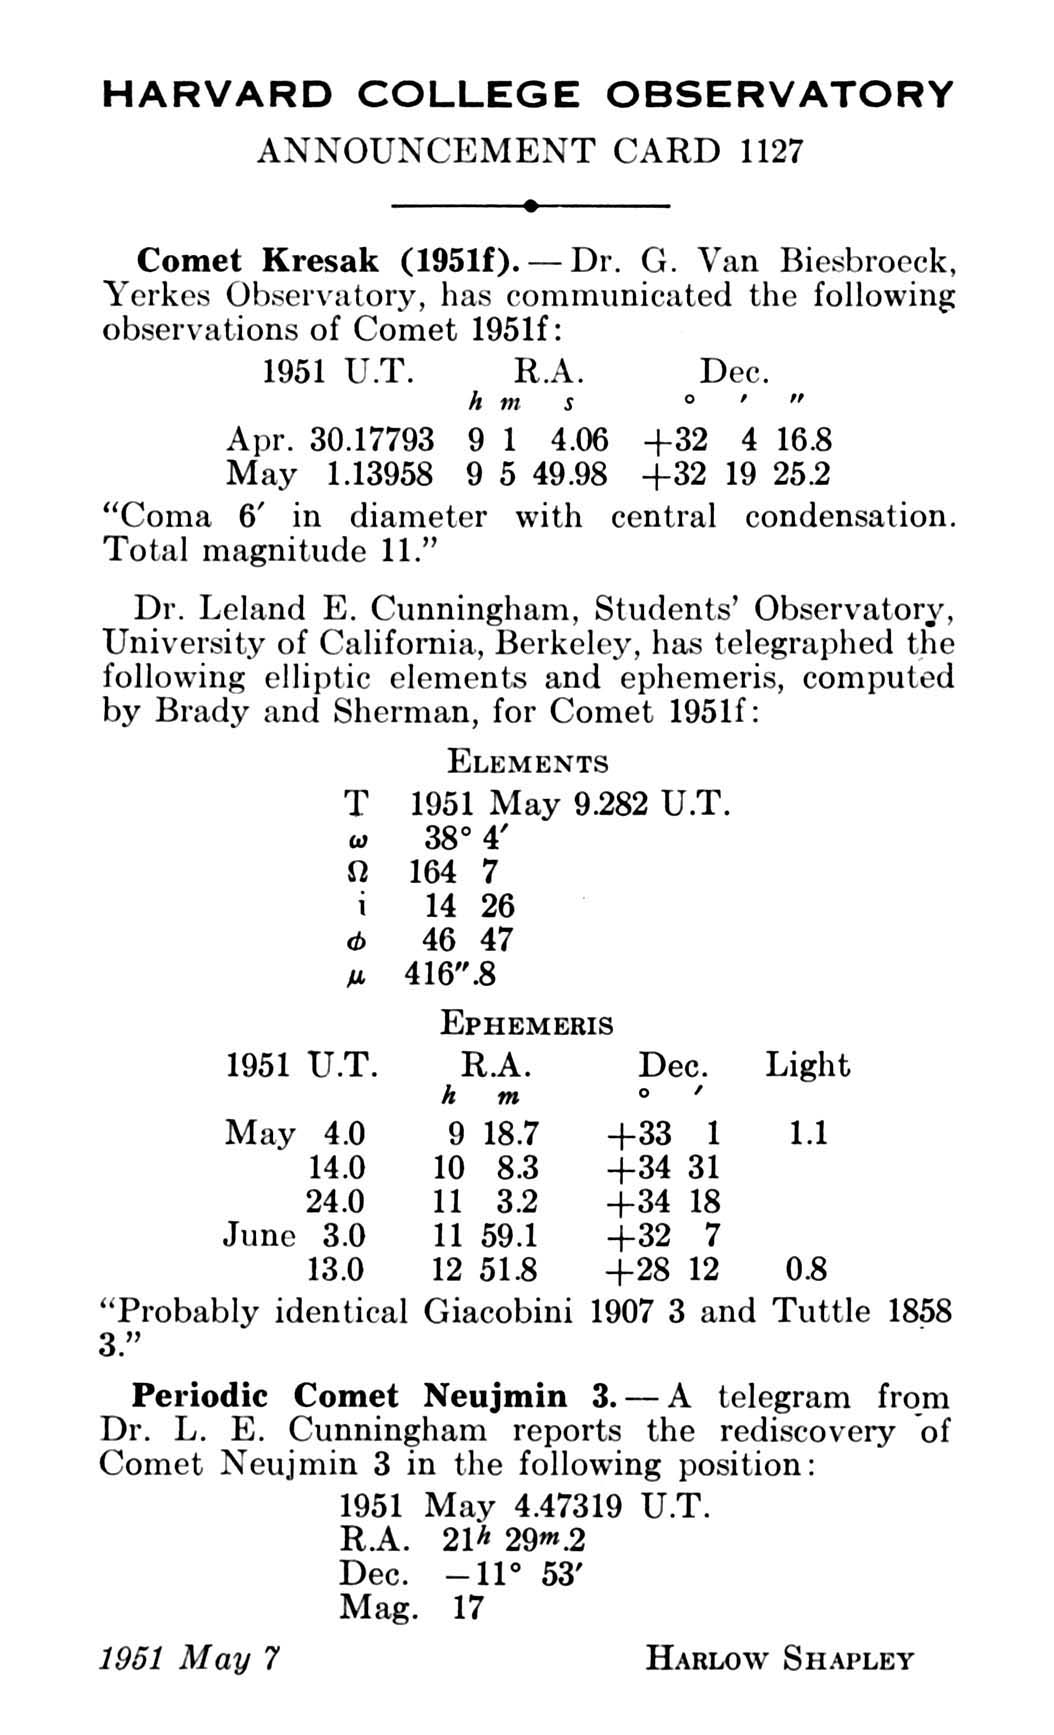 HARVARD COLLEGE OBSERVATORY
ANNOUNCEMENT CARD 1127
Comet Kresak (1951f). — Dr. G. Van Biesbroeck,
Yerkes Observatory, has communicated the following
observations of Comet 1951f:
1951 U.T. R.A. Dec.
h m s ° ′ ″
Apr. 30.17793 9 1 4.06 +32 4 16.8
May 1.13958 9 5 49.98 +32 19 25.2
“Coma 6′ in diameter with central condensation.
Total magnitude 11.”
Dr. Leland E. Cunningham, Students’ Observatory,
University of California, Berkeley, has telegraphed the
following elliptic elements and ephemeris, computed
by Brady and Sherman, for Comet 1951f:
ELEMENTS
T 1951 May 9.282 U.T.
ω 38° 4′
Ω 164 7
i 14 26
φ 46 47
μ 416″.8
EPHEMERIS
1951 U.T. R.A. Dec. Light
h m ° ′
May 4.0 9 18.7 +33 1 1.1
14.0 10 8.3 +34 31
24.0 11 3.2 +34 18
June 3.0 11 59.1 +32 7
13.0 12 51.8 +28 12 0.8
“Probably identical Giacobini 1907 3 and Tuttle 1858
3.”
Periodic Comet Neujmin 3. — A telegram from
Dr. L. E. Cunningham reports the rediscovery of
Comet Neujmin 3 in the following position:
1951 May 4.47319 U.T.
R.A. 21h 29m.2
Dec. —11° 53′
Mag. 17
1951 May 7 HARLOW SHAPLEY